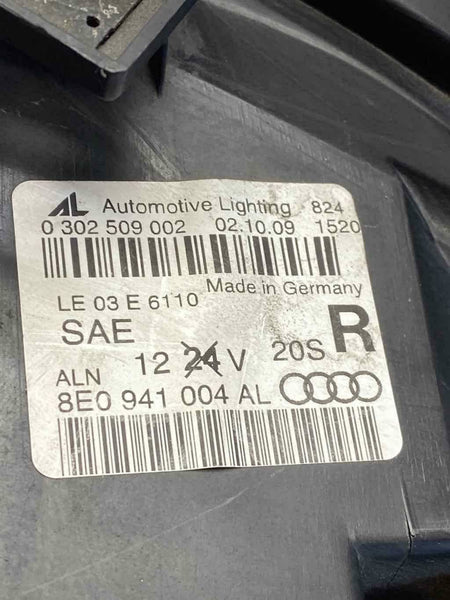 AL Automotive Lighting 824
0 302 509 002 02.10.09 1520
Made in Germany
LE 03 E 6110
SAE
R
12 24 V 20S
ALN
8E0 941 004 AL